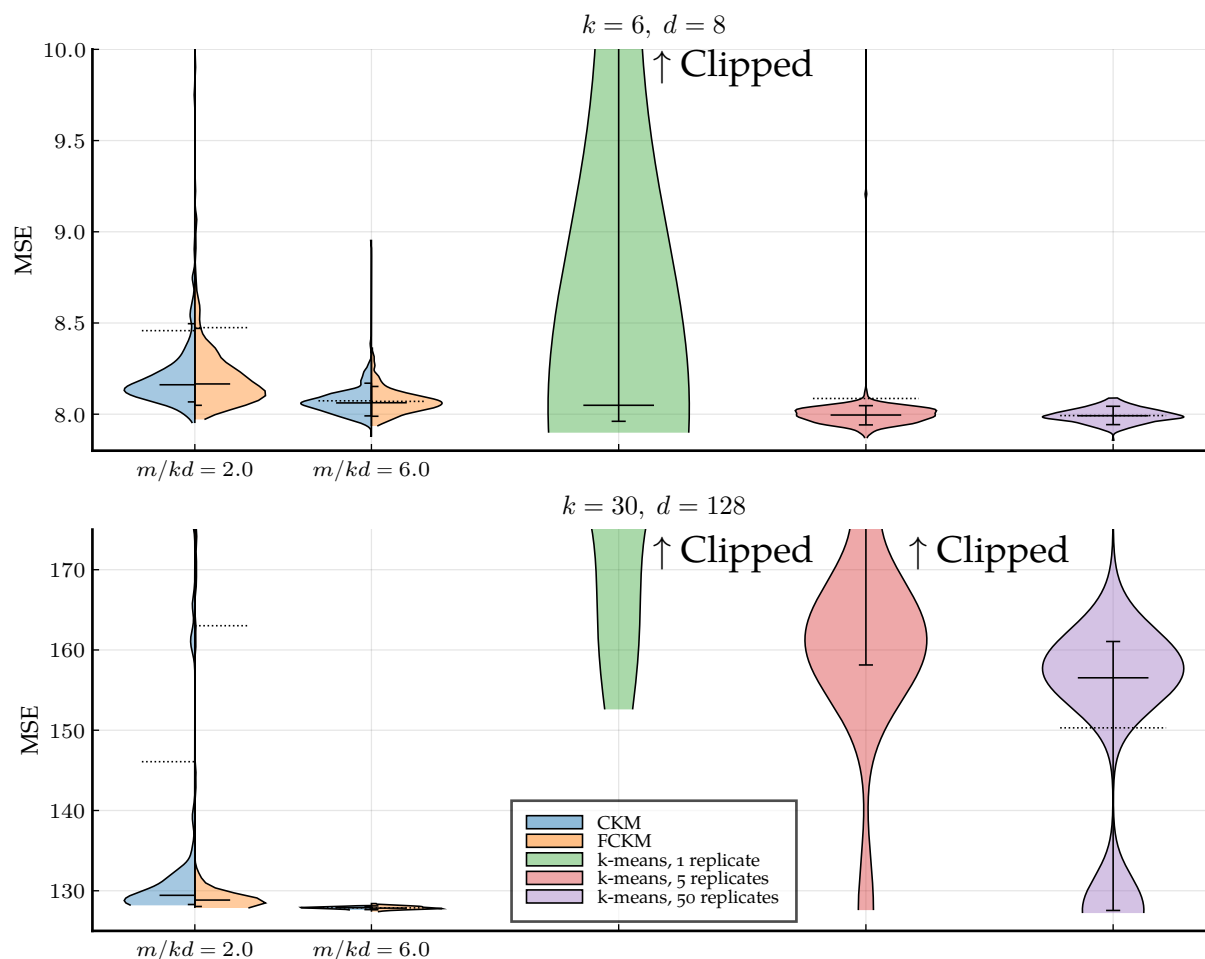 k = 6, d = 8
10.0
↑ Clipped
9.5
9.0
MSE
8.5
8.0
m/kd = 2.0 m/kd = 6.0
k = 30, d = 128
↑ Clipped ↑ Clipped
170
160
MSE
150
140
130
CKM
FCKM
k-means, 1 replicate
k-means, 5 replicates
k-means, 50 replicates
m/kd = 2.0 m/kd = 6.0